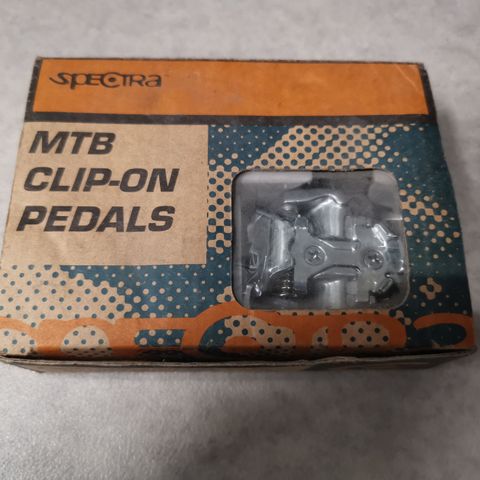 SPECTRA
MTB
CLIP-ON
PEDALS